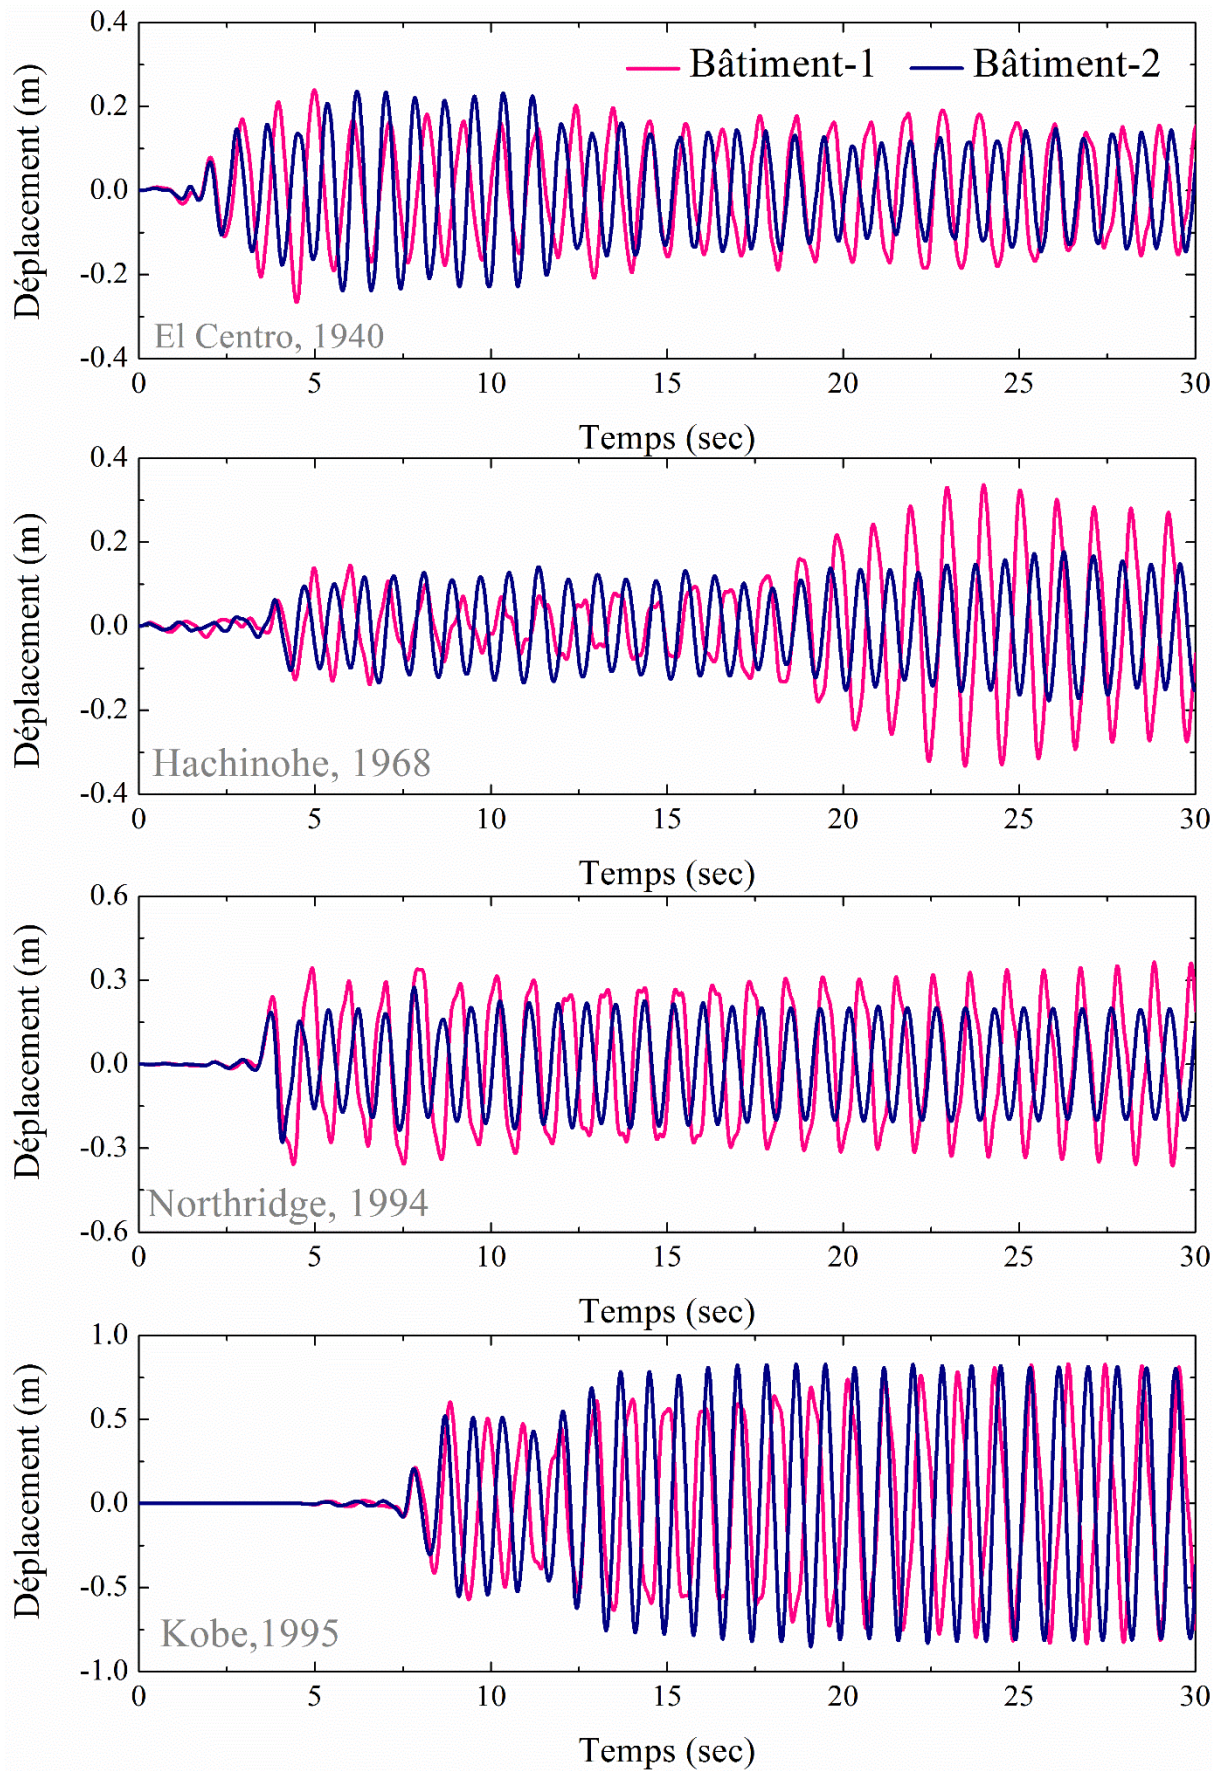 0.4
Bâtiment-1 Bâtiment-2
0.2
0.0
-0.2
-0.4
Déplacement (m)
El Centro, 1940
0 5 10 15 20 25 30
Temps (sec)
0.4
0.2
0.0
-0.2
-0.4
Déplacement (m)
Hachinohe, 1968
0 5 10 15 20 25 30
Temps (sec)
0.6
0.3
0.0
-0.3
-0.6
Déplacement (m)
Northridge, 1994
0 5 10 15 20 25 30
Temps (sec)
1.0
0.5
0.0
-0.5
-1.0
Déplacement (m)
Kobe,1995
0 5 10 15 20 25 30
Temps (sec)